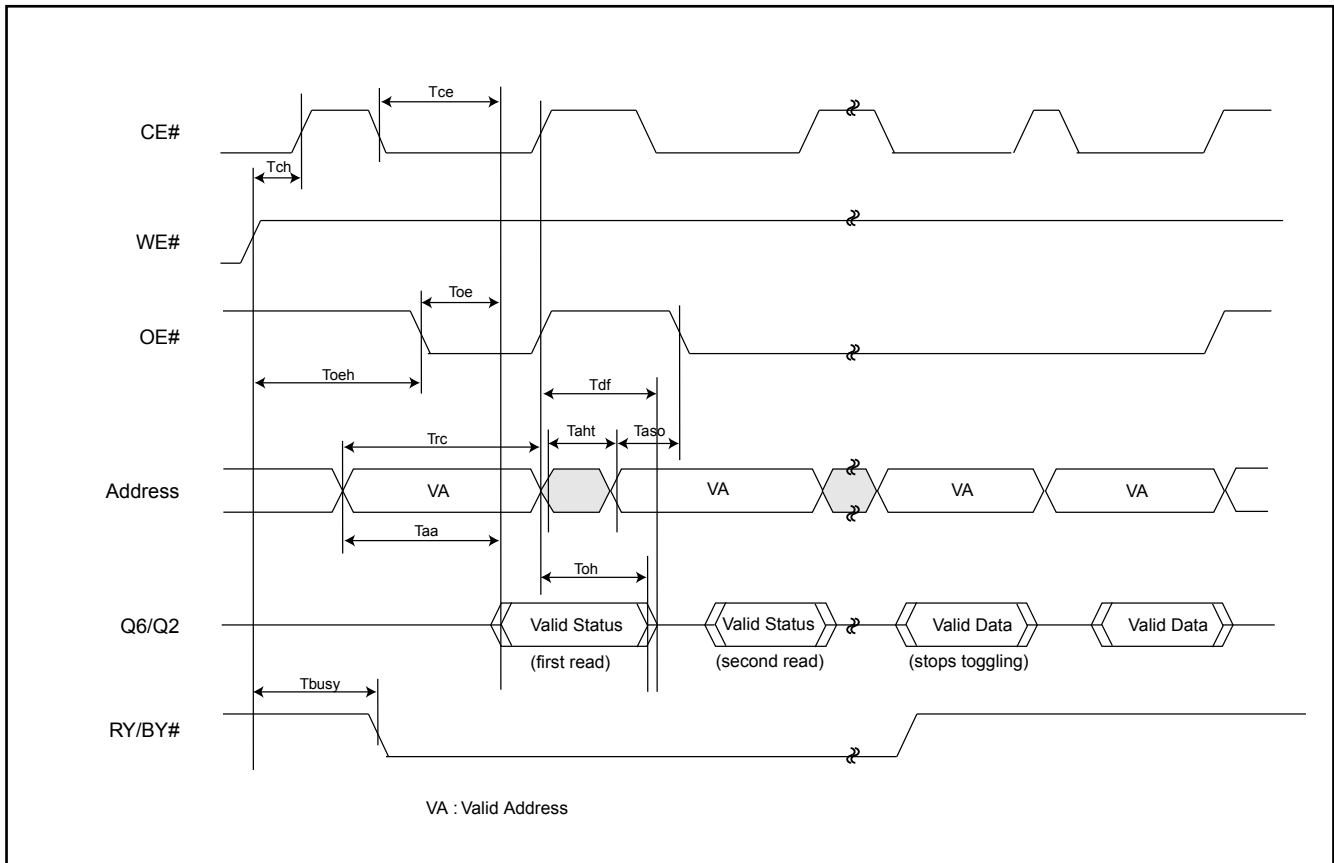 Tce
CE#
Tch
WE#
Toe
OE#
Toeh
Tdf
Trc
Taht
Taso
Address
VA
VA
VA
VA
Taa
Toh
Q6/Q2
Valid Status
Valid Status
Valid Data
Valid Data
(first read)
(second read)
(stops toggling)
Tbusy
RY/BY#
VA : Valid Address